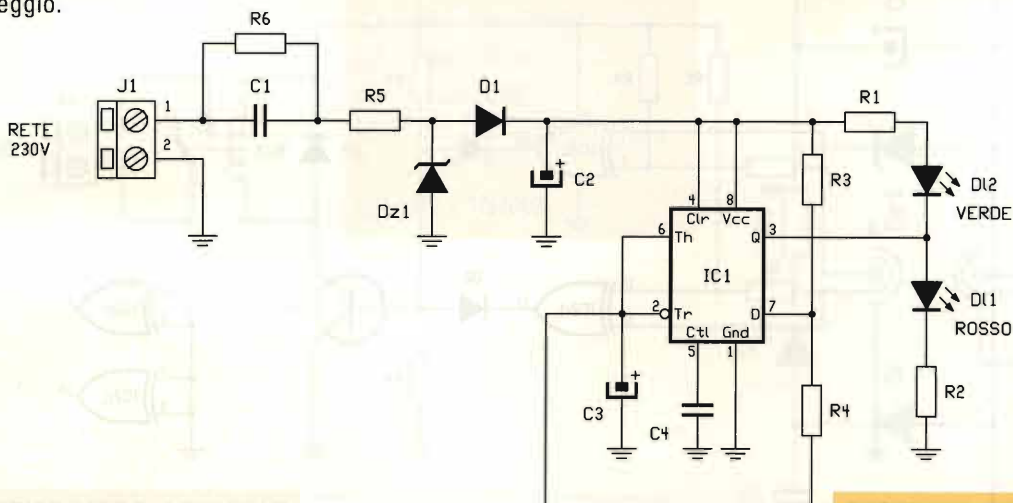 eggio.
R6
J1
C1
R5
D1
R1
RETE
230V
1
2
Dz1
C2
R3
Dl2
VERDE
4
8
Clr
Vcc
6
Th
Q
3
IC1
2
Tr
D
7
Ctl
Gnd
5
1
Dl1
ROSSO
C3
C4
R4
R2
+
+